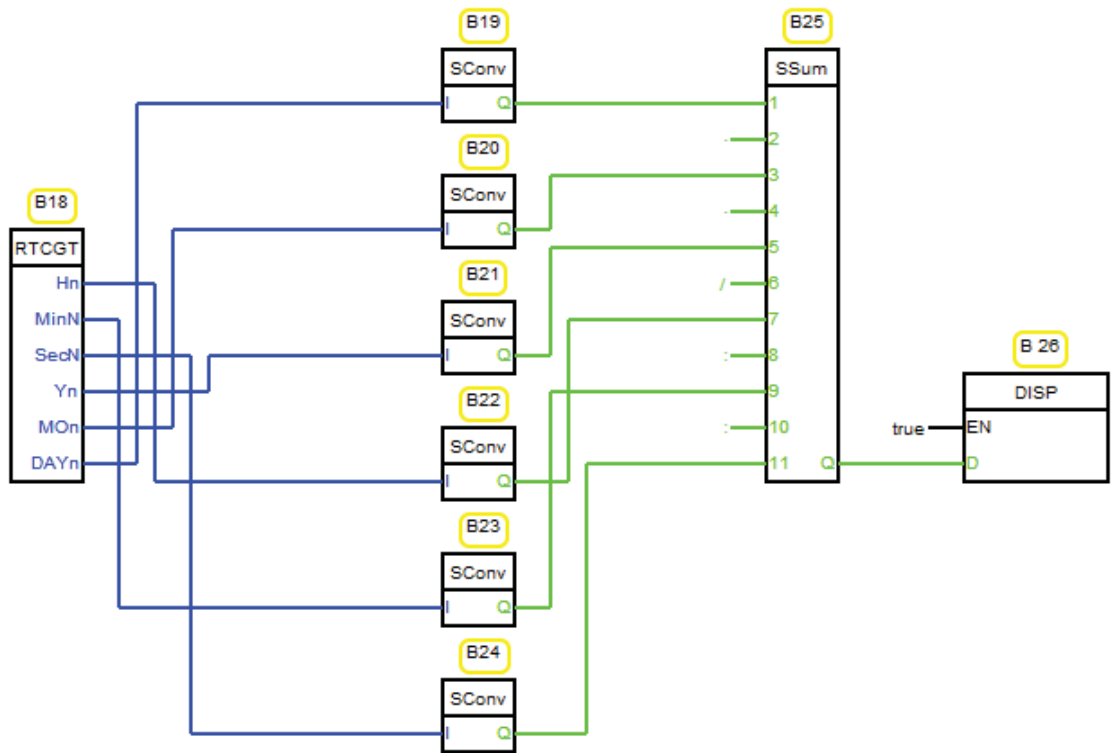 B19
SConv
I Q
B20
SConv
I Q
B21
SConv
I Q
B22
SConv
I Q
B23
SConv
I Q
B24
SConv
I Q
B18
RTCGT
Hn
MinN
SecN
Yn
MOn
DAYn
B25
SSum
1
. 2
3
. 4
5
/ 6
7
: 8
9
: 10
11 Q
B 26
DISP
true EN
D